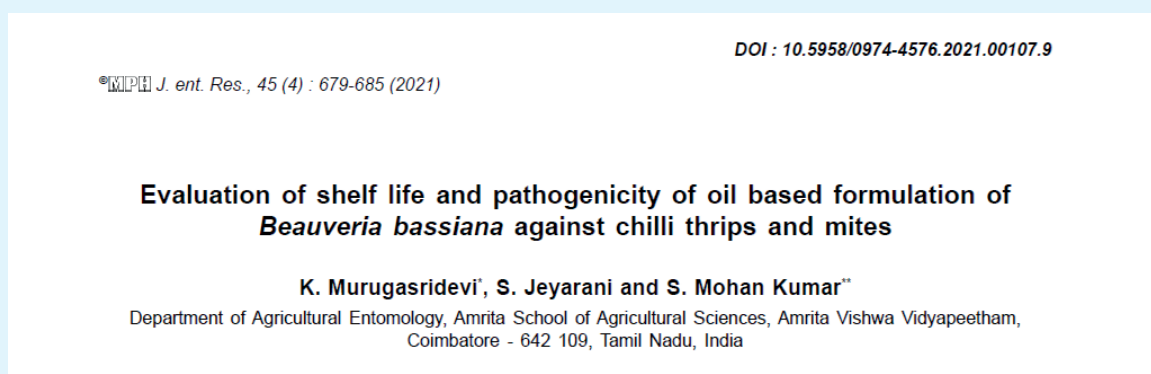 DOI : 10.5958/0974-4576.2021.00107.9
©MPH J. ent. Res., 45 (4) : 679-685 (2021)
Evaluation of shelf life and pathogenicity of oil based formulation of
Beauveria bassiana against chilli thrips and mites
K. Murugasridevi*, S. Jeyarani and S. Mohan Kumar**
Department of Agricultural Entomology, Amrita School of Agricultural Sciences, Amrita Vishwa Vidyapeetham,
Coimbatore - 642 109, Tamil Nadu, India